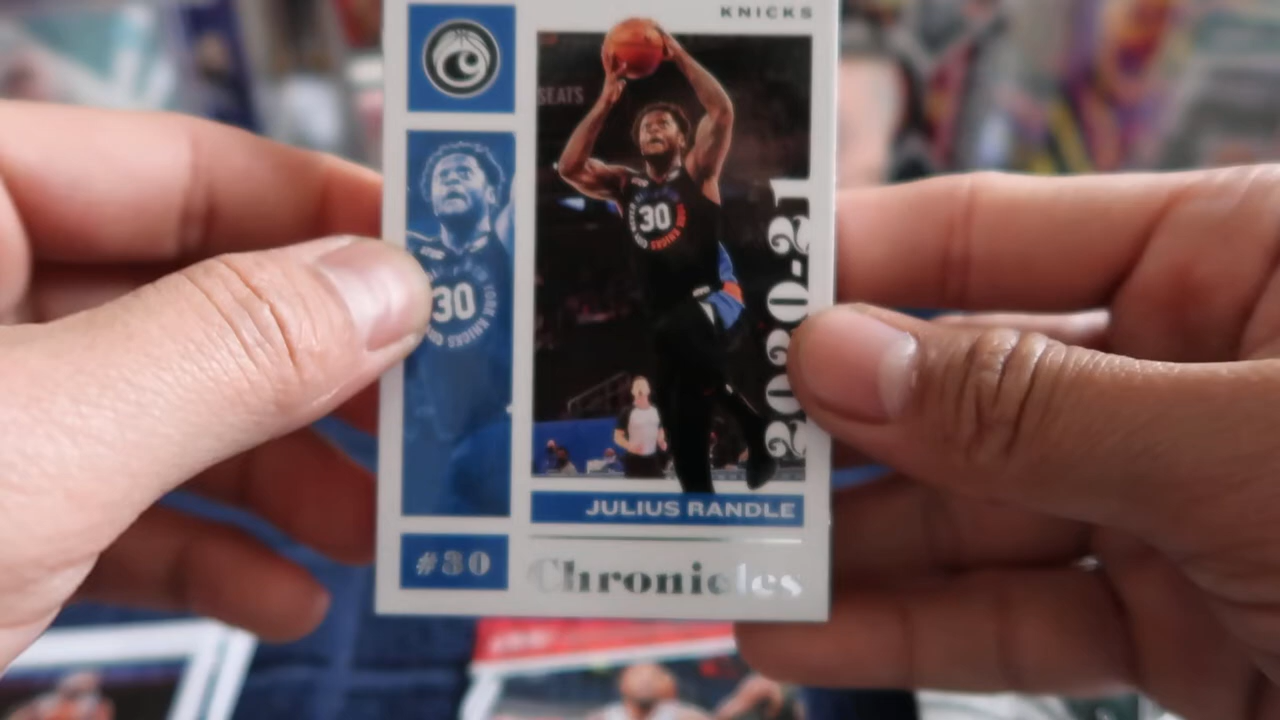 KNICKS
SEATS
30
30
2020-21
JULIUS RANDLE
#30
Chronicles